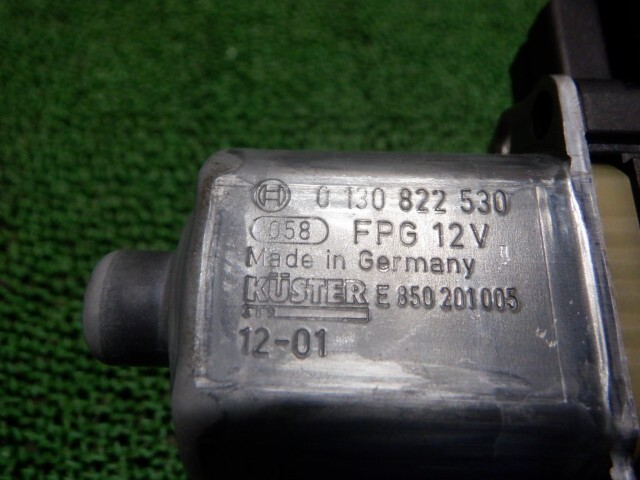 0 130 822 530
058 FPG 12V
Made in Germany
KÜSTER E 850 201 005
12-01